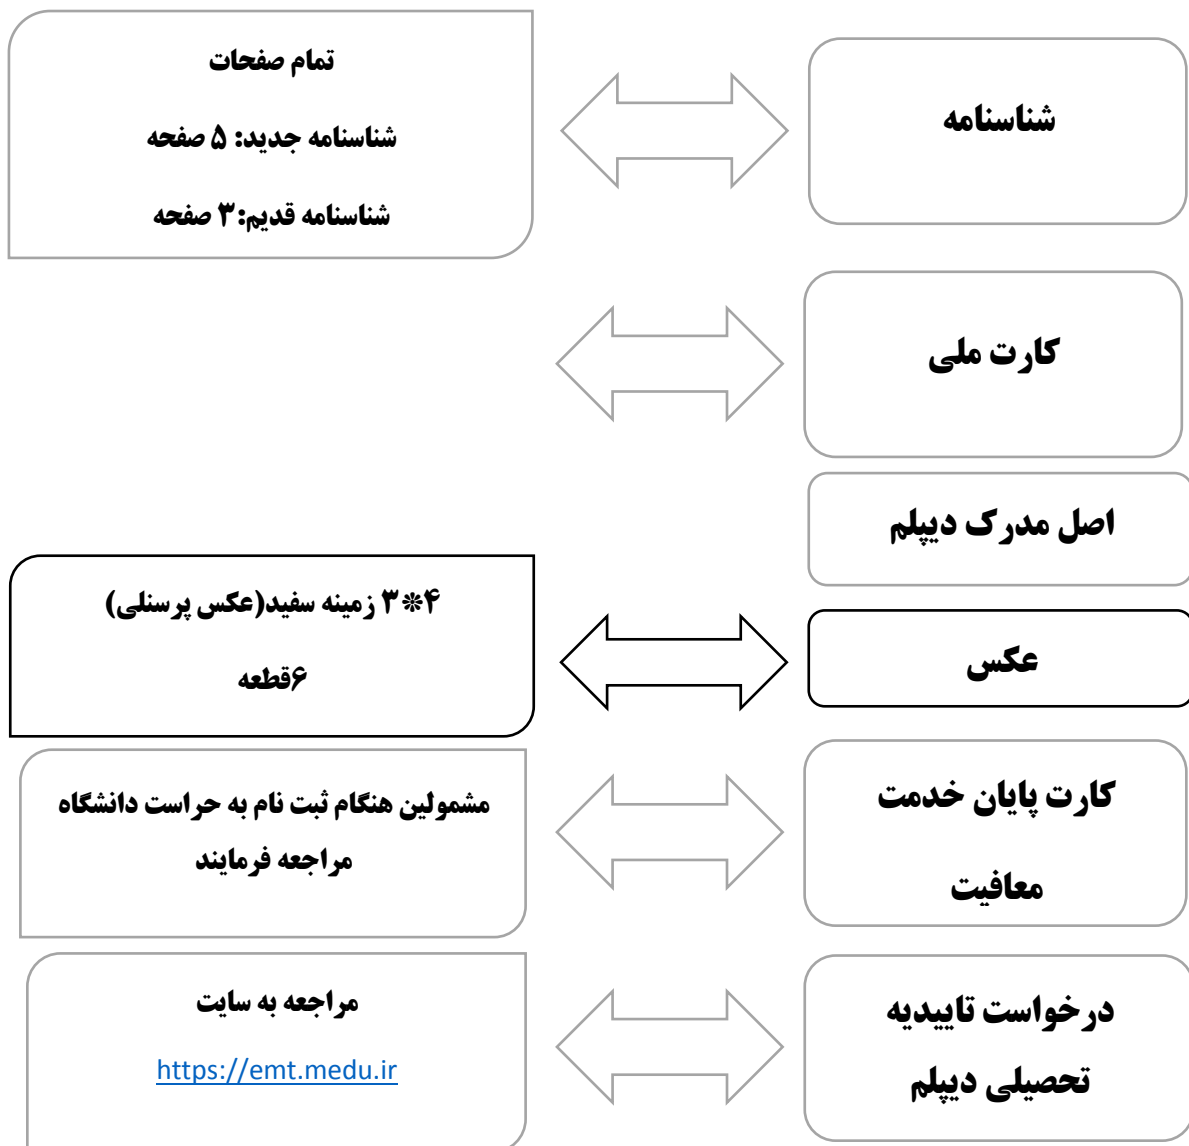 شناسنامه
تمام صفحات
شناسنامه جدید: ۵ صفحه
شناسنامه قدیم:۳ صفحه
کارت ملی
اصل مدرک دیپلم
عکس
۴*۳ زمینه سفید(عکس پرسنلی)
۶قطعه
کارت پایان خدمت
معافیت
مشمولین هنگام ثبت نام به حراست دانشگاه
مراجعه فرمایند
درخواست تاییدیه
تحصیلی دیپلم
مراجعه به سایت
https://emt.medu.ir